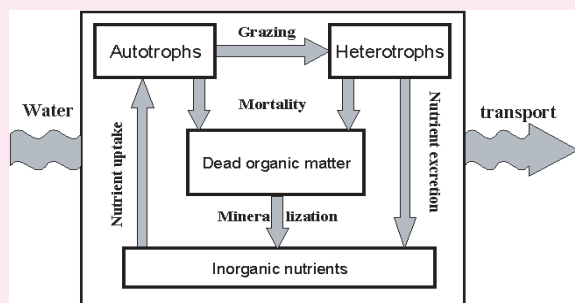 Grazing
Autotrophs
Heterotrophs
Water
Mortality
transport
Nutrient uptake
Nutrient excretion
Dead organic matter
Minera lization
Inorganic nutrients